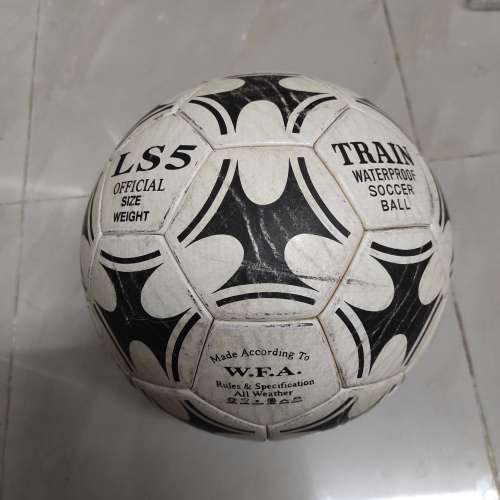 LS5
OFFICIAL
SIZE
WEIGHT
TRAIN
WATERPROOF
SOCCER
BALL
Made According To
W.F.A.
Rules & Specification
All Weather